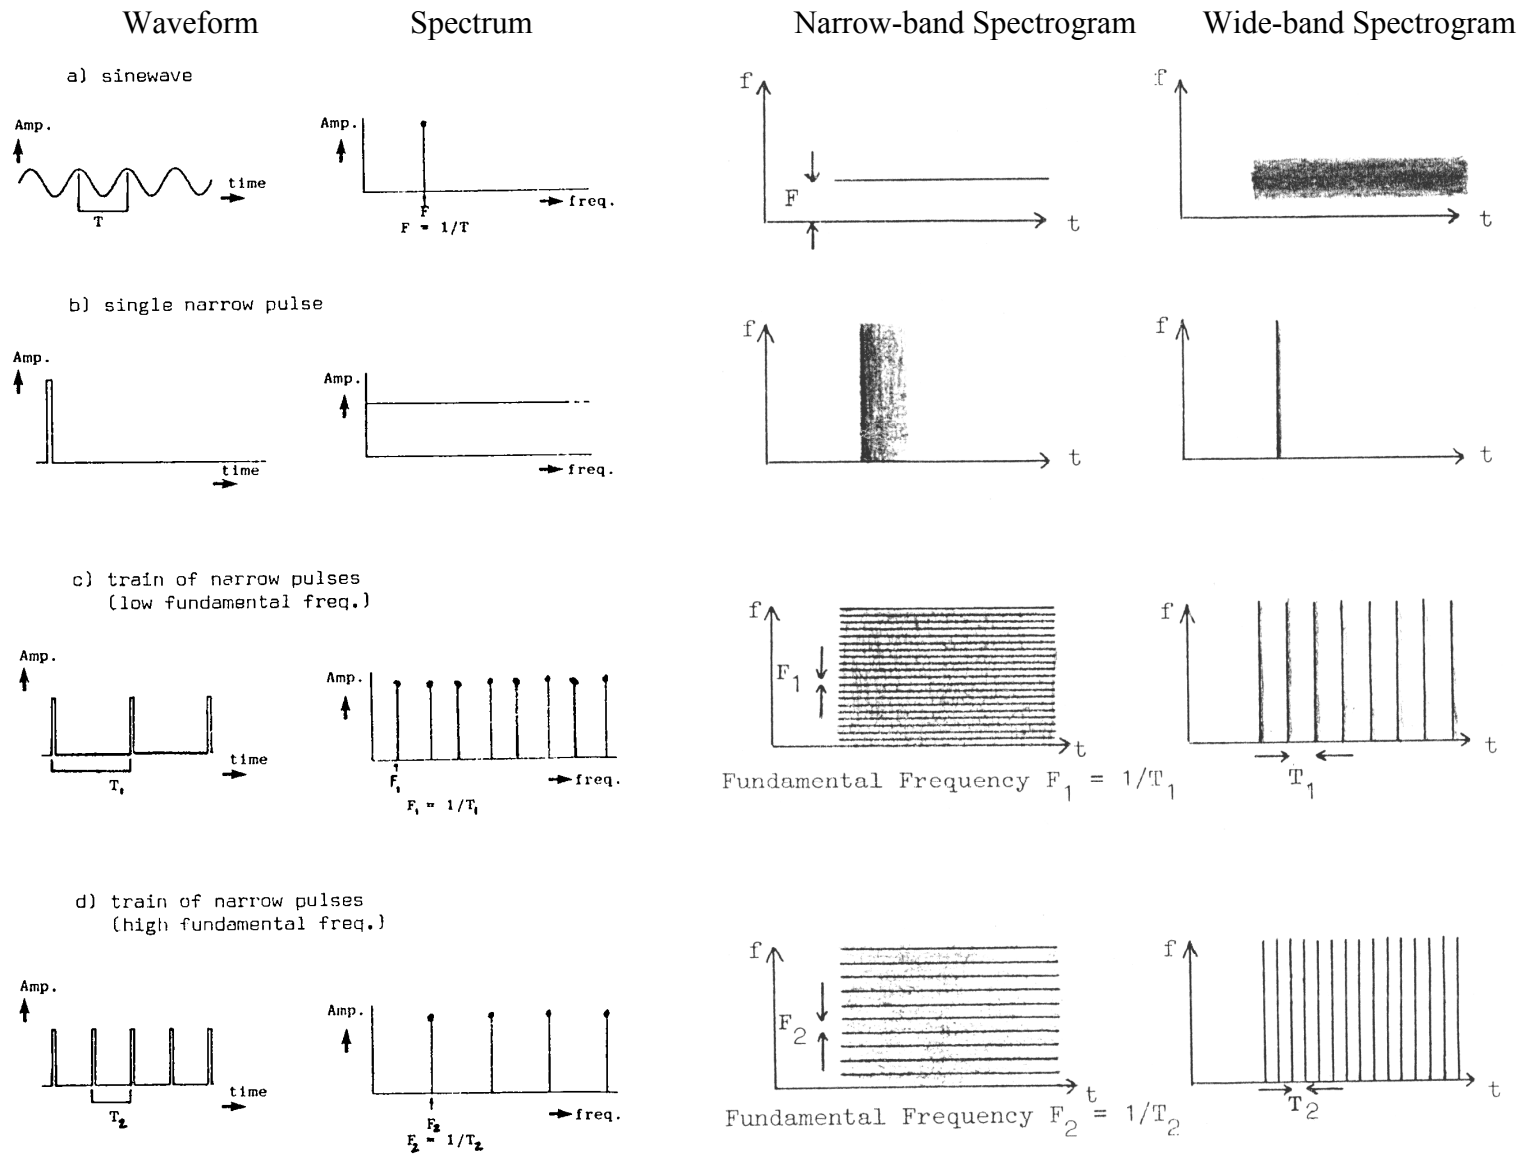 Waveform Spectrum Narrow-band Spectrogram Wide-band Spectrogram
a) sinewave
Amp.
time
T
Amp.
freq.
F
F = 1/T
f
F
t
f
t
b) single narrow pulse
Amp.
time
Amp.
freq.
f
t
f
t
c) train of narrow pulses
(low fundamental freq.)
Amp.
time
T₁
Amp.
freq.
F₁
F₁ = 1/T₁
f
F₁
t
Fundamental Frequency F₁ = 1/T₁
f
t
T₁
d) train of narrow pulses
(high fundamental freq.)
Amp.
time
T₂
Amp.
freq.
F₂
F₂ = 1/T₂
f
F₂
t
Fundamental Frequency F₂ = 1/T₂
f
t
T₂